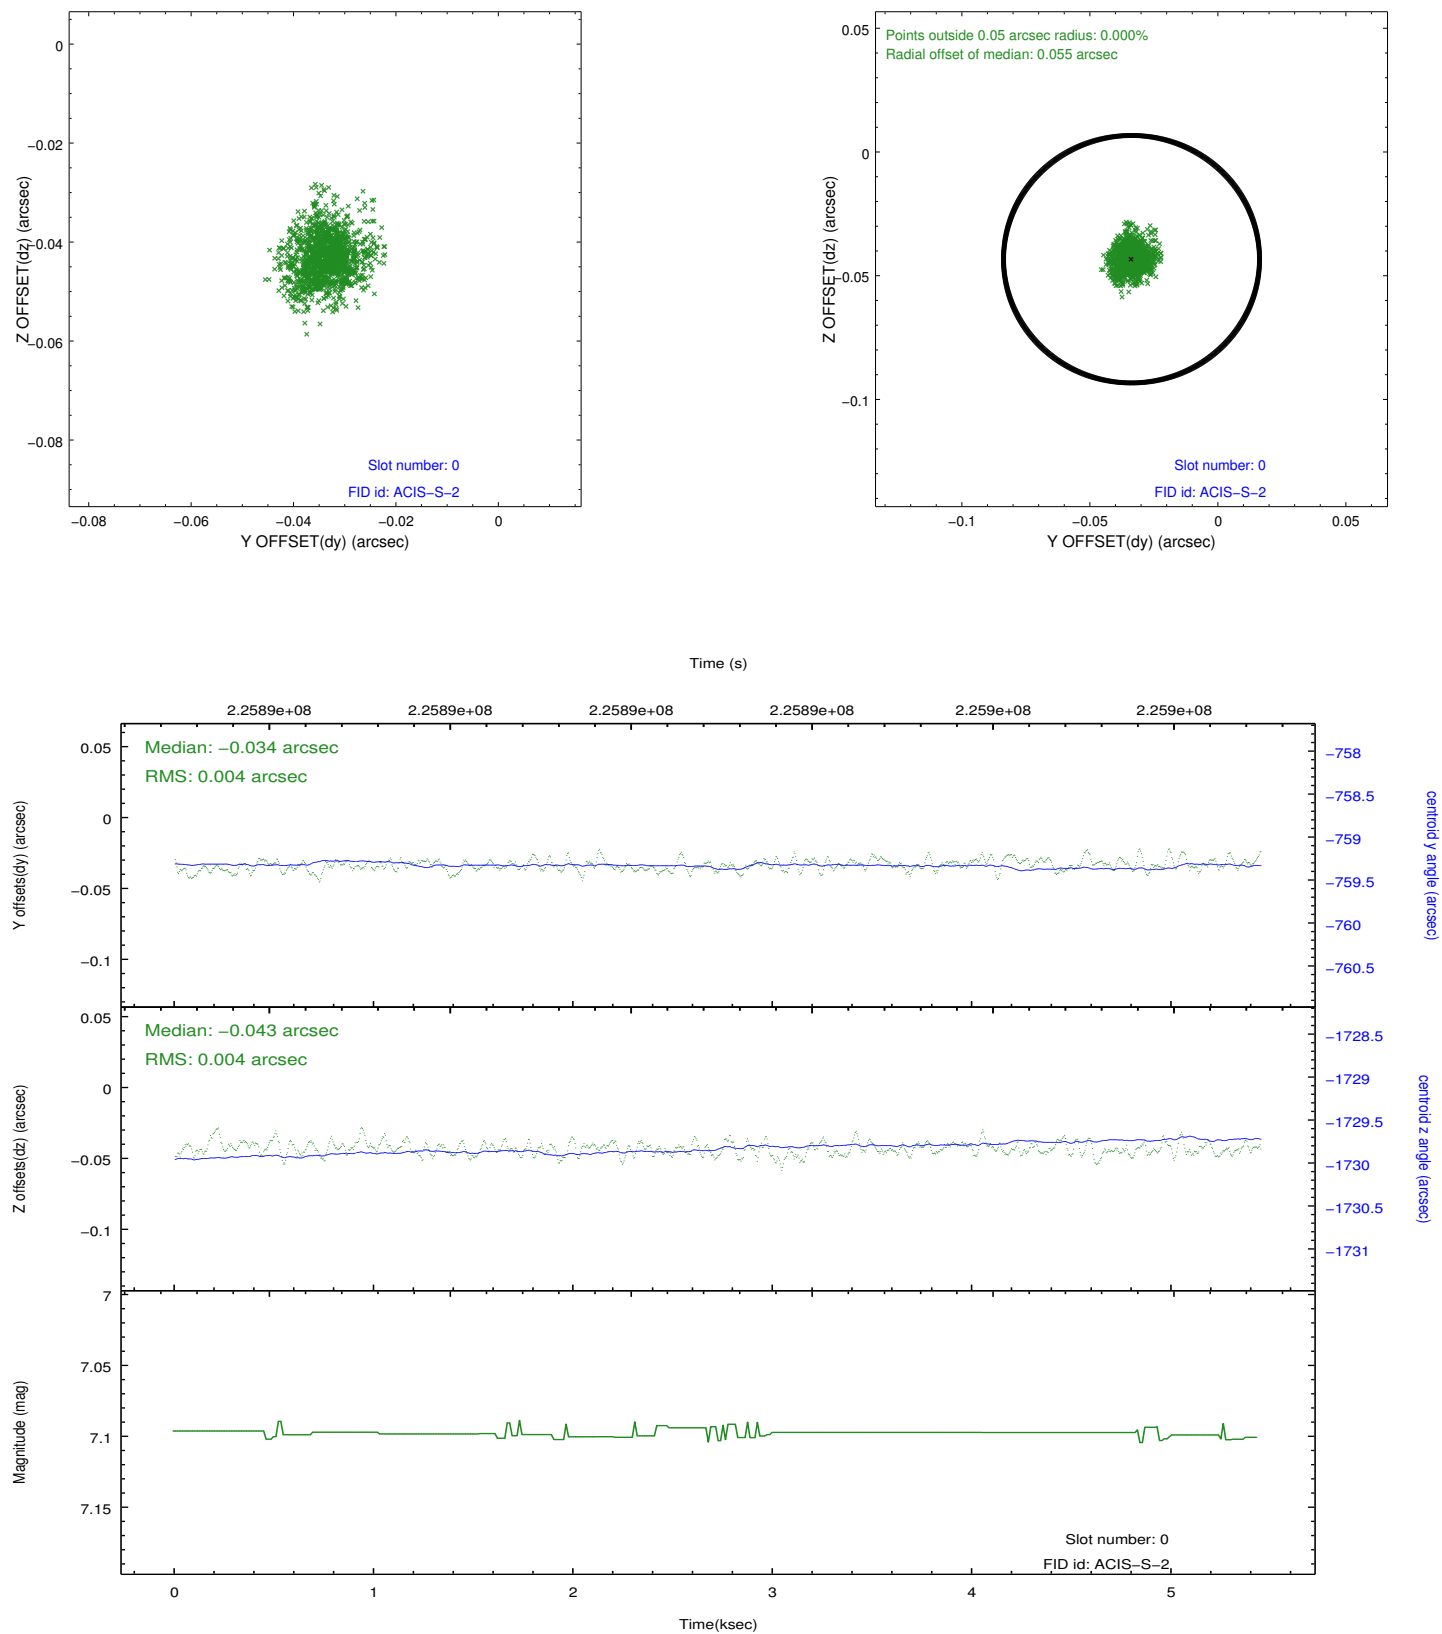 0
−0.02
−0.04
−0.06
−0.08
Z OFFSET(dz) (arcsec)
Slot number: 0
FID id: ACIS−S−2
−0.08
−0.06
−0.04
−0.02
0
Y OFFSET(dy) (arcsec)
0.05
0
−0.05
−0.1
Z OFFSET(dz) (arcsec)
Points outside 0.05 arcsec radius: 0.000%
Radial offset of median: 0.055 arcsec
Slot number: 0
FID id: ACIS−S−2
−0.1
−0.05
0
0.05
Y OFFSET(dy) (arcsec)
Time (s)
2.2589e+08
2.2589e+08
2.2589e+08
2.2589e+08
2.259e+08
2.259e+08
Median: −0.034 arcsec
RMS: 0.004 arcsec
0.05
0
−0.05
−0.1
Y offsets(dy) (arcsec)
−758
−758.5
−759
−759.5
−760
−760.5
centroid y angle (arcsec)
Median: −0.043 arcsec
RMS: 0.004 arcsec
0.05
0
−0.05
−0.1
Z offsets(dz) (arcsec)
−1728.5
−1729
−1729.5
−1730
−1730.5
−1731
centroid z angle (arcsec)
7
7.05
7.1
7.15
Magnitude (mag)
Slot number: 0
FID id: ACIS−S−2
0
1
2
3
4
5
Time(ksec)